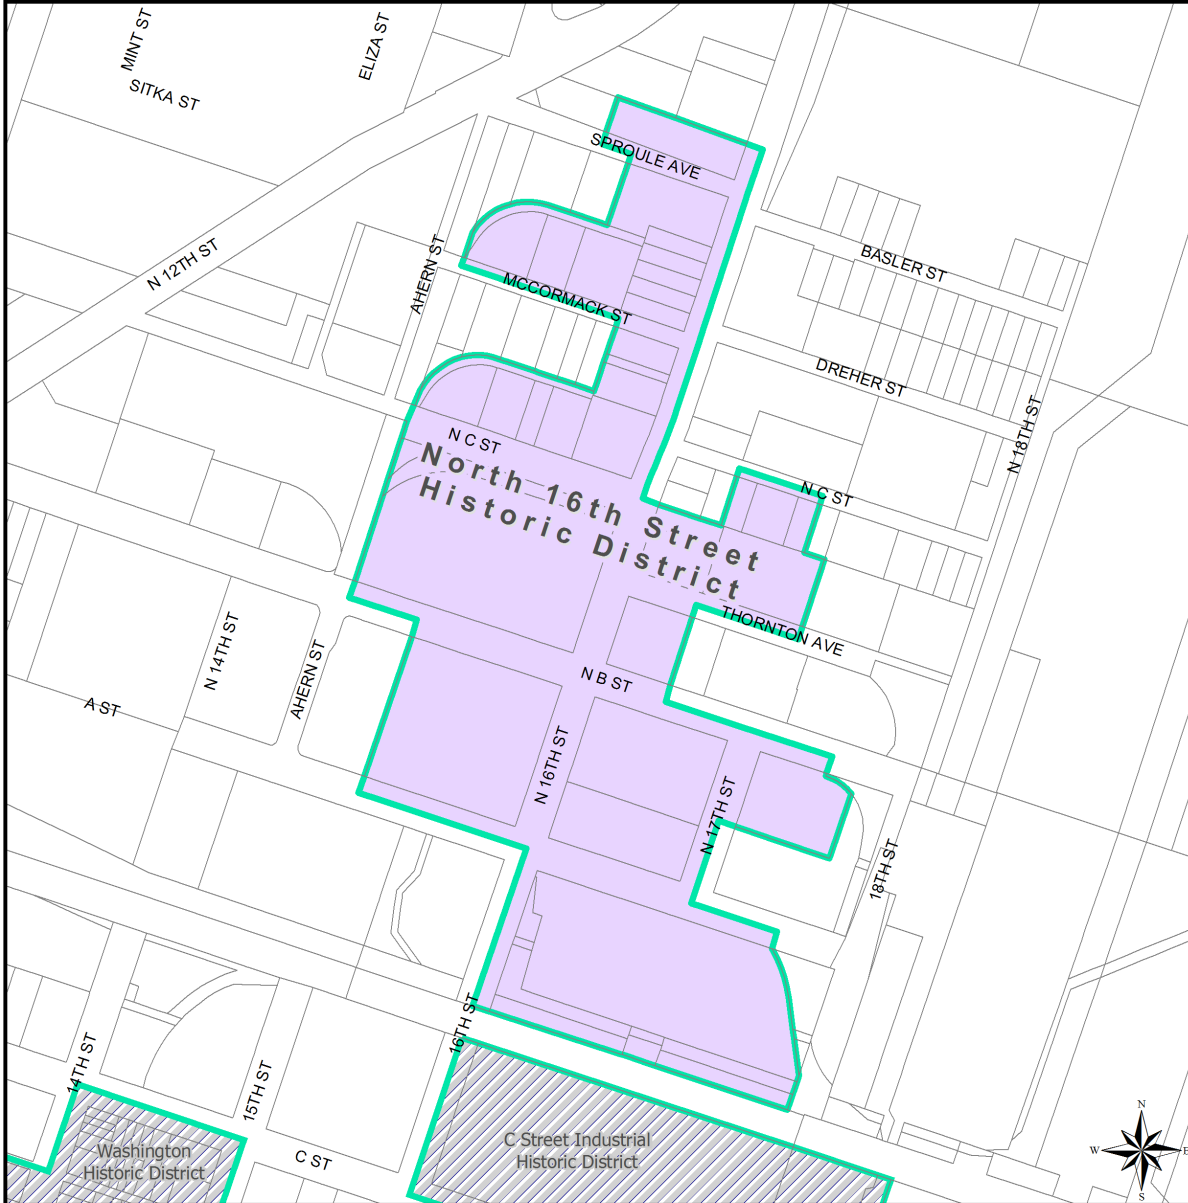 MINT ST
ELIZA ST
SITKA ST
SPROULE AVE
N 12TH ST
AHERN ST
BASLER ST
MCCORMACK ST
DREHER ST
N 18TH ST
N C ST
North 16th Street
Historic District
N C ST
THORNTON AVE
N 14TH ST
AHERN ST
N B ST
A ST
N 16TH ST
N 17TH ST
18TH ST
16TH ST
14TH ST
15TH ST
C ST
Washington
Historic District
C Street Industrial
Historic District
N
W
E
S